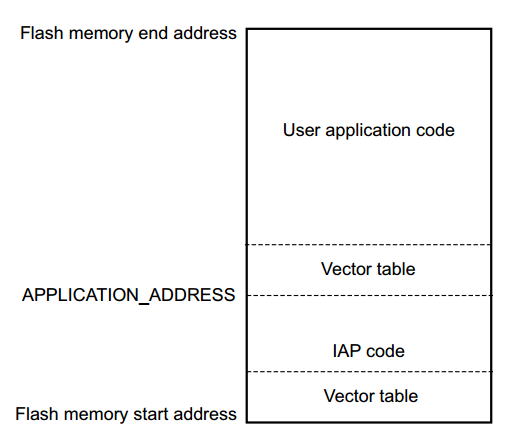 Flash memory end address
User application code
Vector table
APPLICATION_ADDRESS
IAP code
Vector table
Flash memory start address